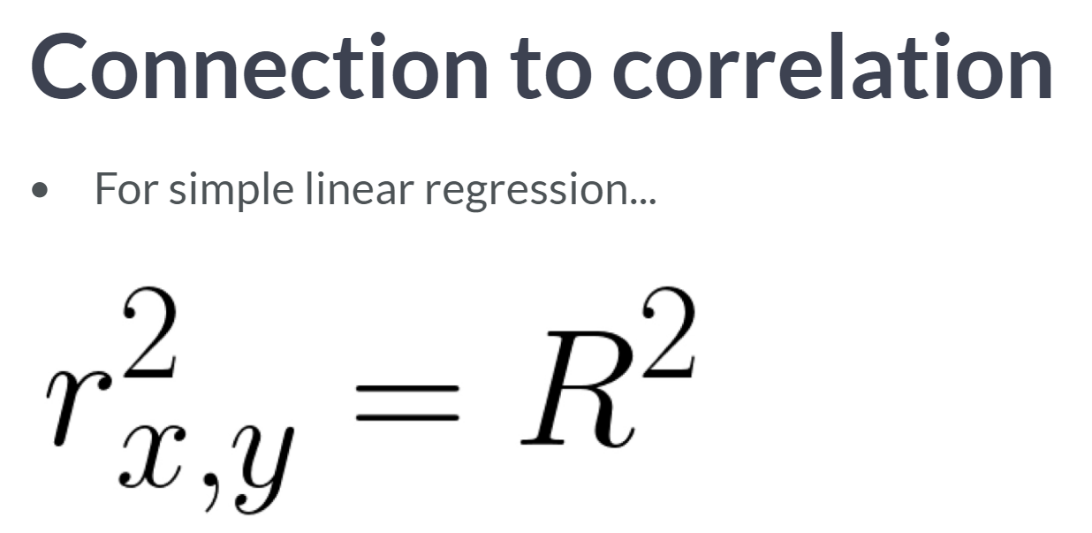 Connection to correlation
• For simple linear regression...
r²ₓ,ᵧ = R²